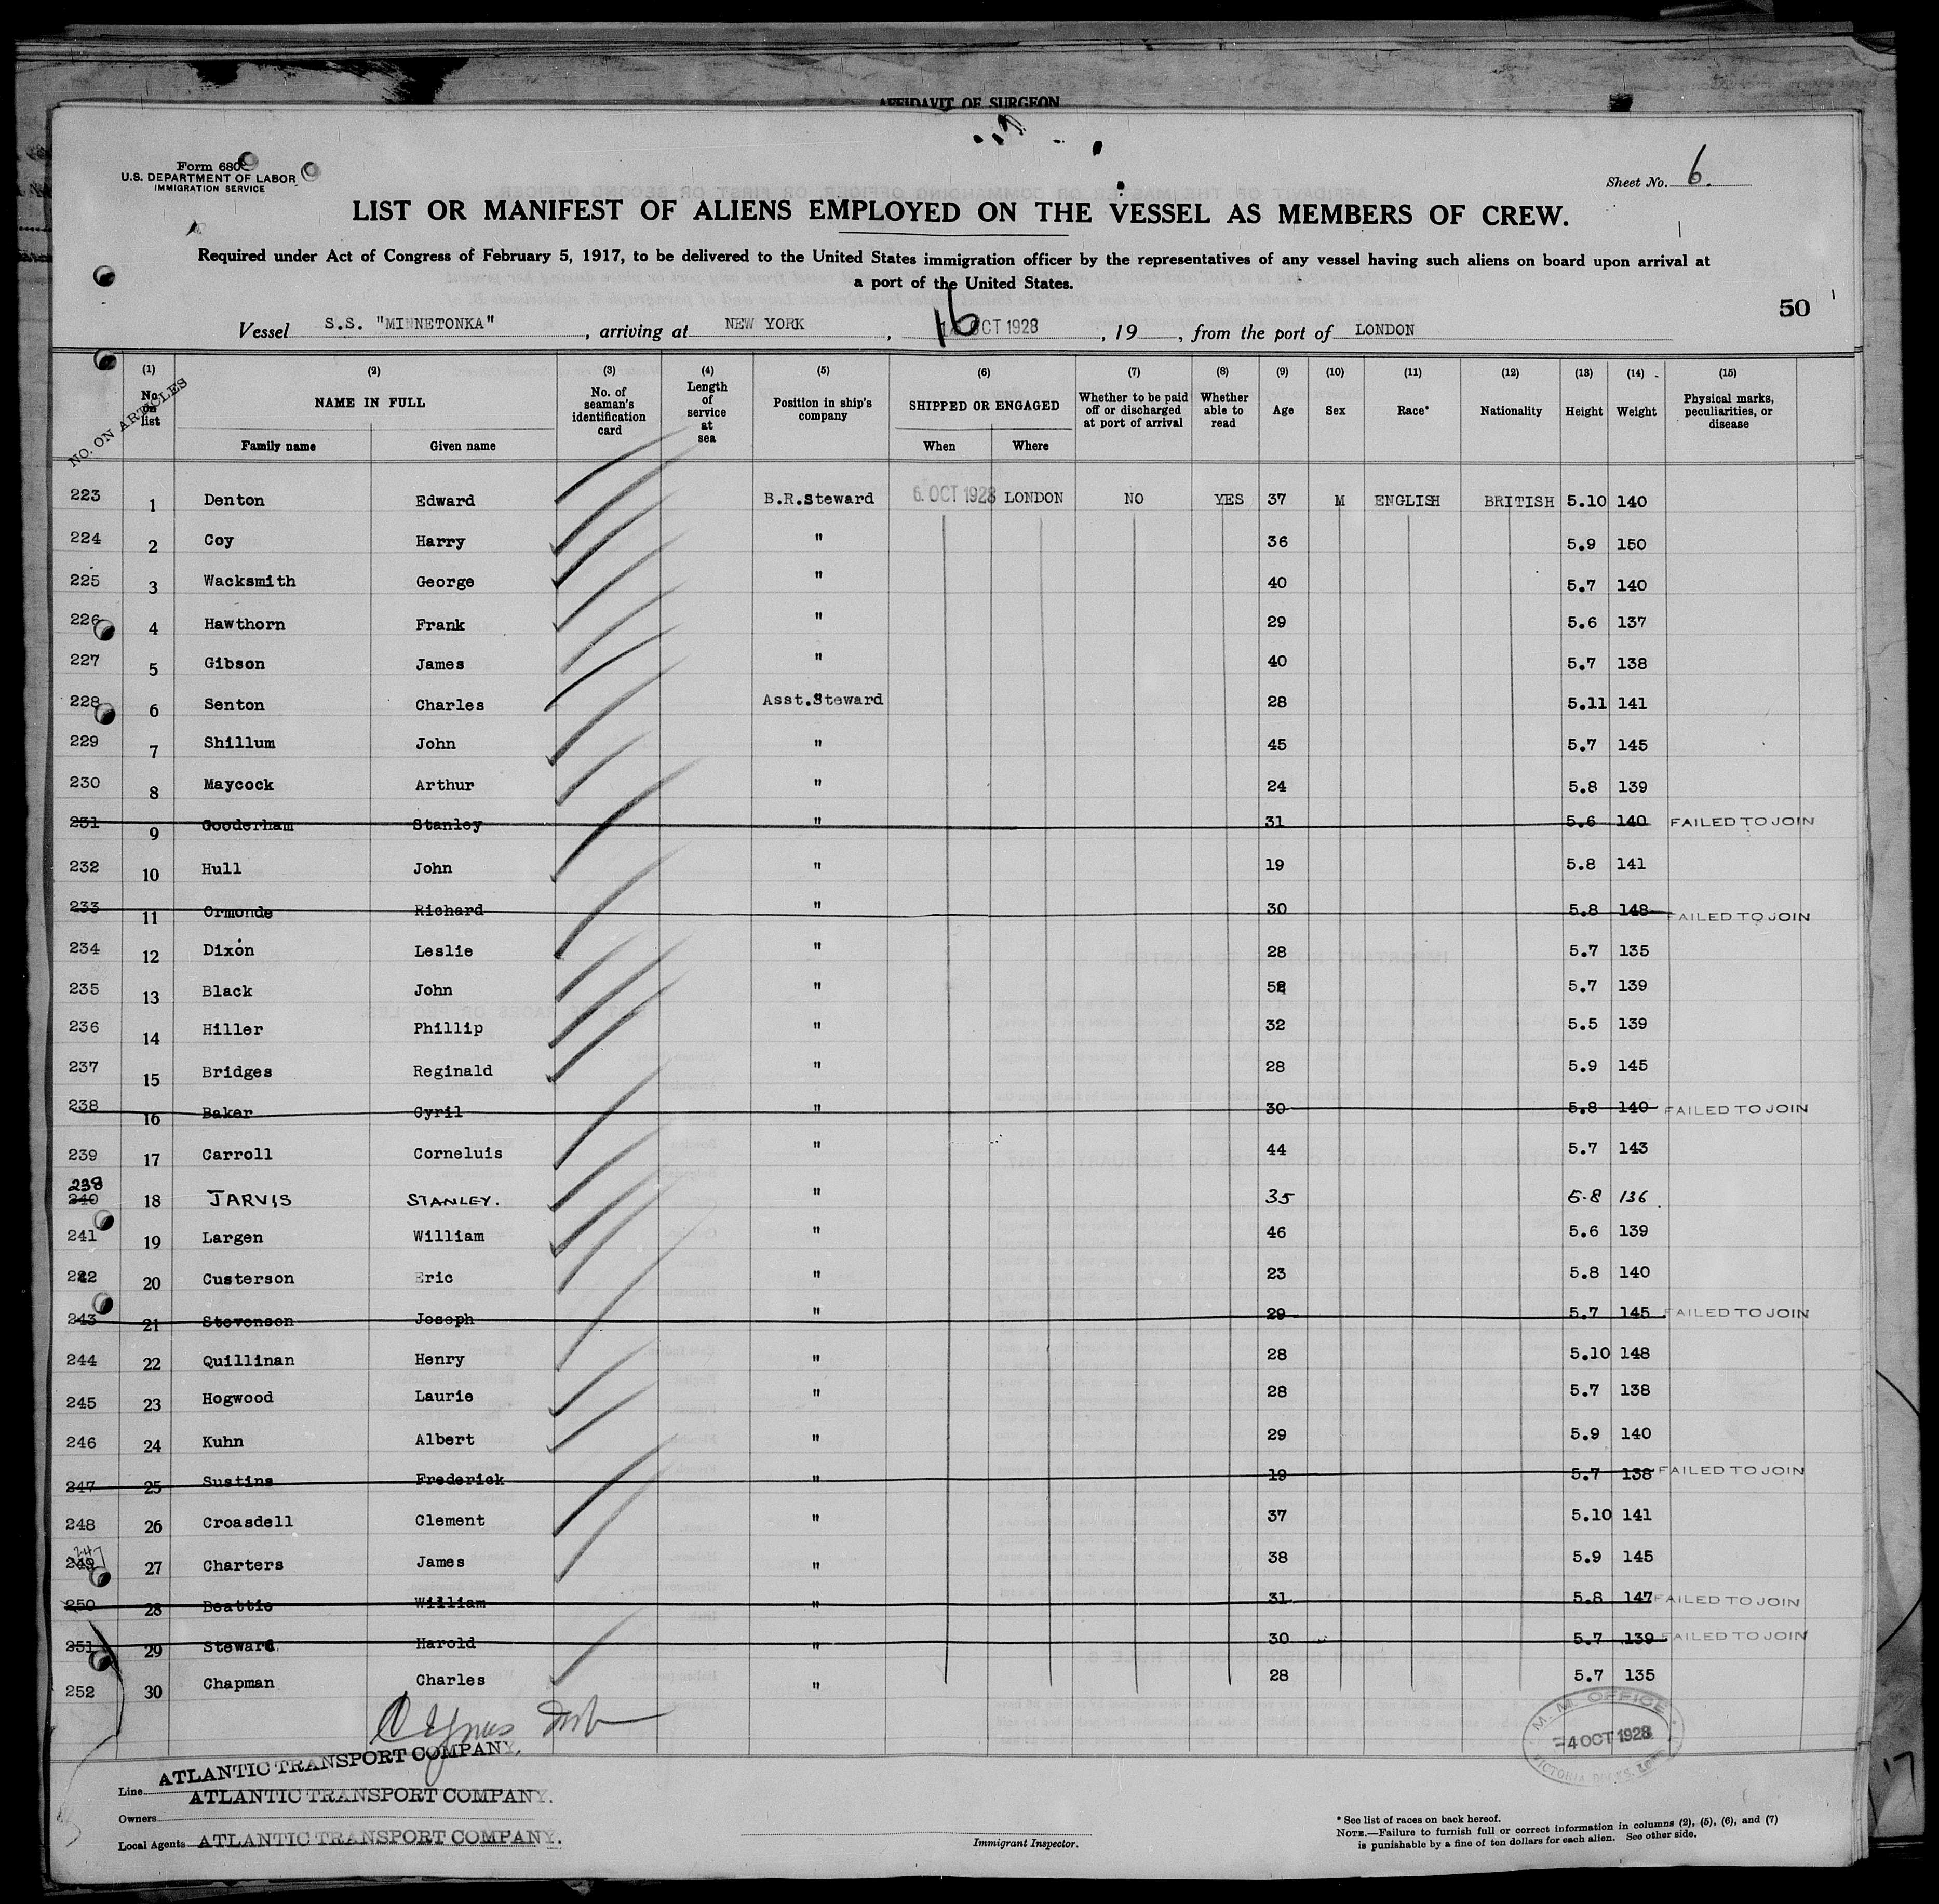 AFFIDAVIT OF SURGEON
Form 680
U.S. DEPARTMENT OF LABOR
IMMIGRATION SERVICE
Sheet No. 6.
LIST OR MANIFEST OF ALIENS EMPLOYED ON THE VESSEL AS MEMBERS OF CREW.
Required under Act of Congress of February 5, 1917, to be delivered to the United States immigration officer by the representatives of any vessel having such aliens on board upon arrival at
a port of the United States.
50
Vessel S.S. "MINNETONKA", arriving at NEW YORK, 16 OCT 1928, 19, from the port of LONDON
NO. ON ARTICLES
(1) (2) (3) (4) (5) (6) (7) (8) (9) (10) (11) (12) (13) (14) (15)
No. on list NAME IN FULL No. of seaman's identification card Length of service at sea Position in ship's company SHIPPED OR ENGAGED Whether to be paid off or discharged at port of arrival Whether able to read Age Sex Race* Nationality Height Weight Physical marks, peculiarities, or disease
Family name Given name When Where
223 1 Denton Edward B.R.Steward 6. OCT 1928 LONDON NO YES 37 M ENGLISH BRITISH 5.10 140
224 2 Coy Harry " 36 5.9 150
225 3 Wacksmith George " 40 5.7 140
226 4 Hawthorn Frank " 29 5.6 137
227 5 Gibson James " 40 5.7 138
228 6 Senton Charles Asst.Steward 28 5.11 141
229 7 Shillum John " 45 5.7 145
230 8 Maycock Arthur " 24 5.8 139
231 9 Gooderham Stanley " 31 5.6 140 FAILED TO JOIN
232 10 Hull John " 19 5.8 141
233 11 Ormonde Richard " 30 5.8 148 FAILED TO JOIN
234 12 Dixon Leslie " 28 5.7 135
235 13 Black John " 5.7 139
236 14 Hiller Phillip " 32 5.5 139
237 15 Bridges Reginald " 28 5.9 145
238 16 Baker Cyril " 30 5.8 140 FAILED TO JOIN
239 17 Carroll Corneluis " 44 5.7 143
238
240 18 JARVIS STANLEY. " 35 5.8 136
241 19 Largen William " 46 5.6 139
242 20 Custerson Eric " 23 5.8 140
243 21 Stevenson Joseph " 29 5.7 145 FAILED TO JOIN
244 22 Quillinan Henry " 28 5.10 148
245 23 Hogwood Laurie " 28 5.7 138
246 24 Kuhn Albert " 29 5.9 140
247 25 Sustins Frederick " 19 5.7 138 FAILED TO JOIN
248 26 Croasdell Clement " 37 5.10 141
247
249 27 Charters James " 38 5.9 145
250 28 Beattie William " 31 5.8 147 FAILED TO JOIN
251 29 Steward Harold " 30 5.7 139 FAILED TO JOIN
252 30 Chapman Charles " 28 5.7 135
M. M. OFFICE
-4 OCT 1928
VICTORIA DOCKS.
Line ATLANTIC TRANSPORT COMPANY.
Owners ATLANTIC TRANSPORT COMPANY.
Local Agents ATLANTIC TRANSPORT COMPANY.
Immigrant Inspector.
* See list of races on back hereof.
NOTE.—Failure to furnish full or correct information in columns (2), (5), (6), and (7)
is punishable by a fine of ten dollars for each alien. See other side.